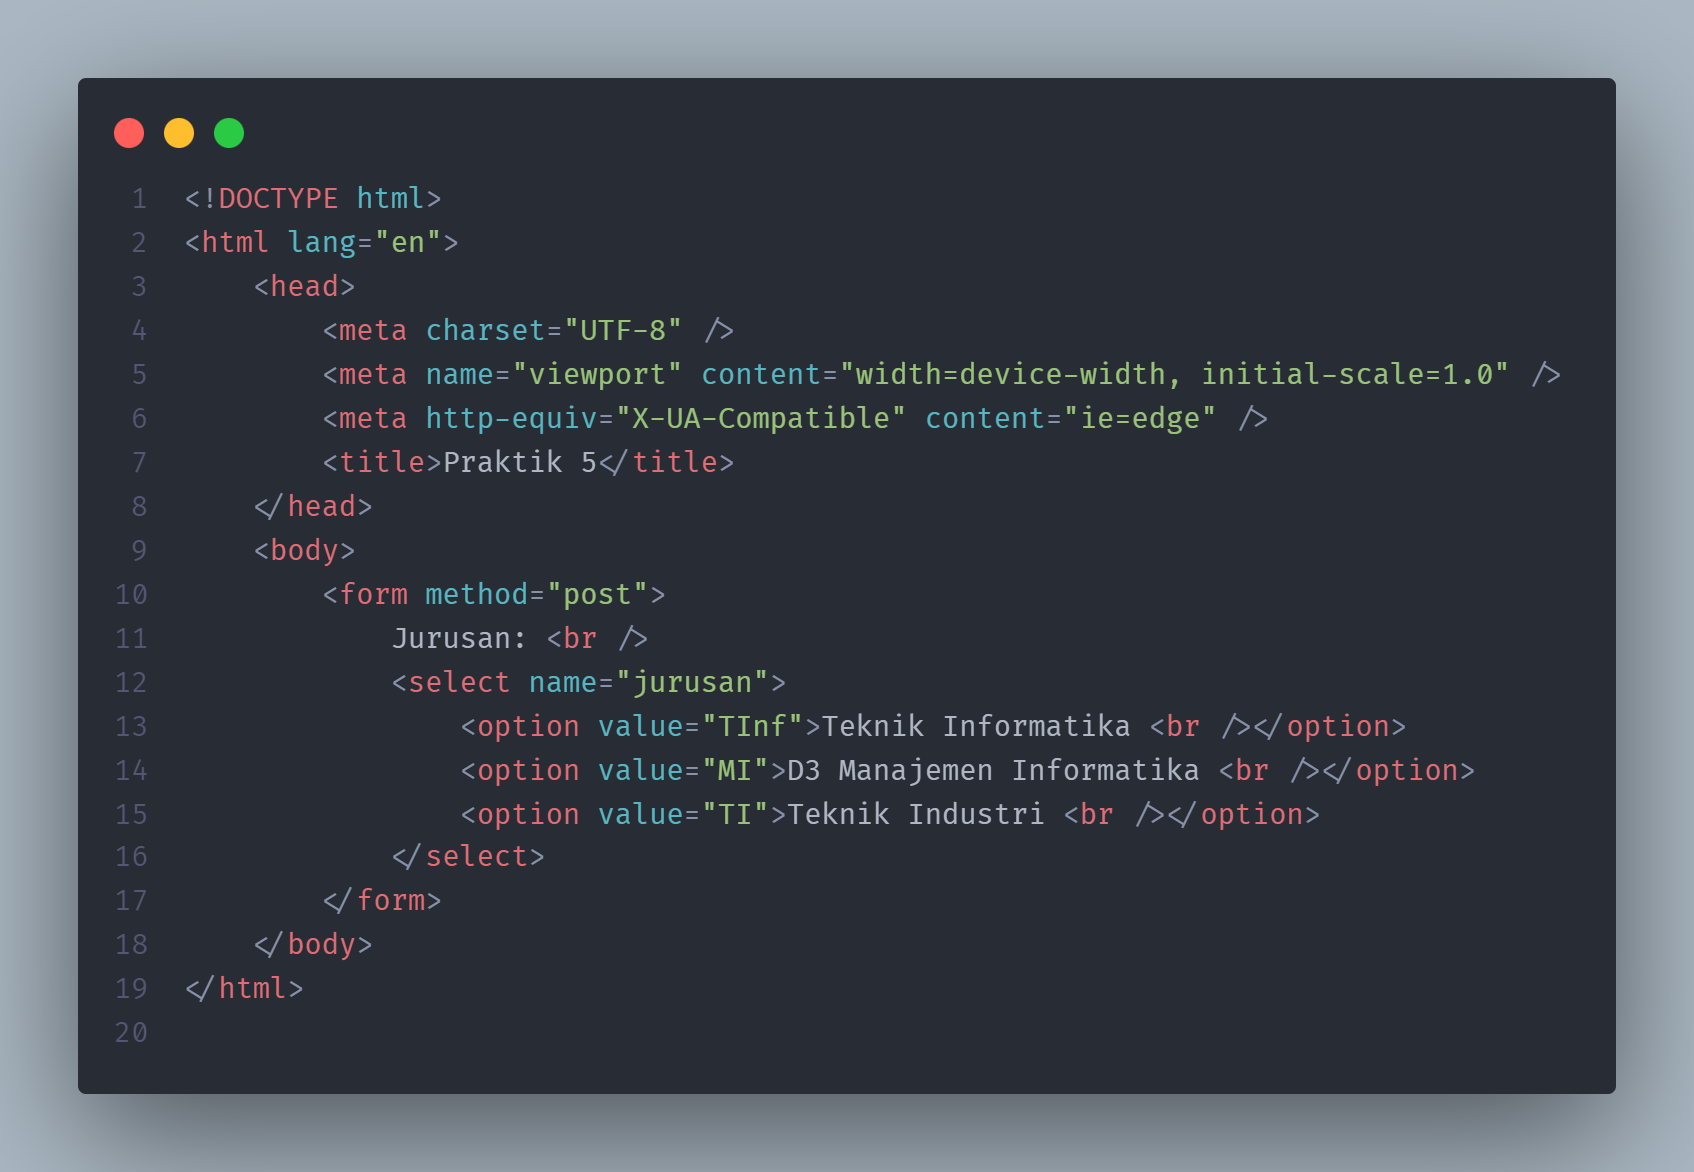 1 <!DOCTYPE html>
2 <html lang="en">
3     <head>
4         <meta charset="UTF-8" />
5         <meta name="viewport" content="width=device-width, initial-scale=1.0" />
6         <meta http-equiv="X-UA-Compatible" content="ie=edge" />
7         <title>Praktik 5</title>
8     </head>
9     <body>
10         <form method="post">
11             Jurusan: <br />
12             <select name="jurusan">
13                 <option value="TInf">Teknik Informatika <br /></option>
14                 <option value="MI">D3 Manajemen Informatika <br /></option>
15                 <option value="TI">Teknik Industri <br /></option>
16             </select>
17         </form>
18     </body>
19 </html>
20